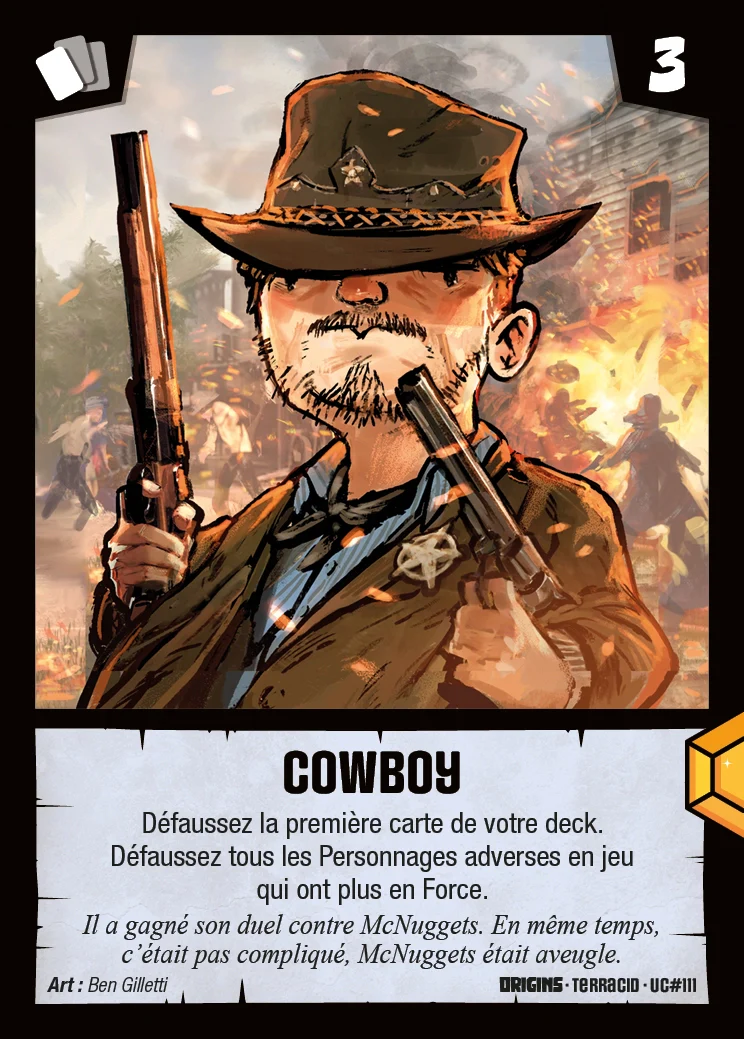 3
COWBOY
Défaussez la première carte de votre deck.
Défaussez tous les Personnages adverses en jeu
qui ont plus en Force.
Il a gagné son duel contre McNuggets. En même temps,
c'était pas compliqué, McNuggets était aveugle.
Art : Ben Gilletti
ORIGINS · TERRACID · UC#111